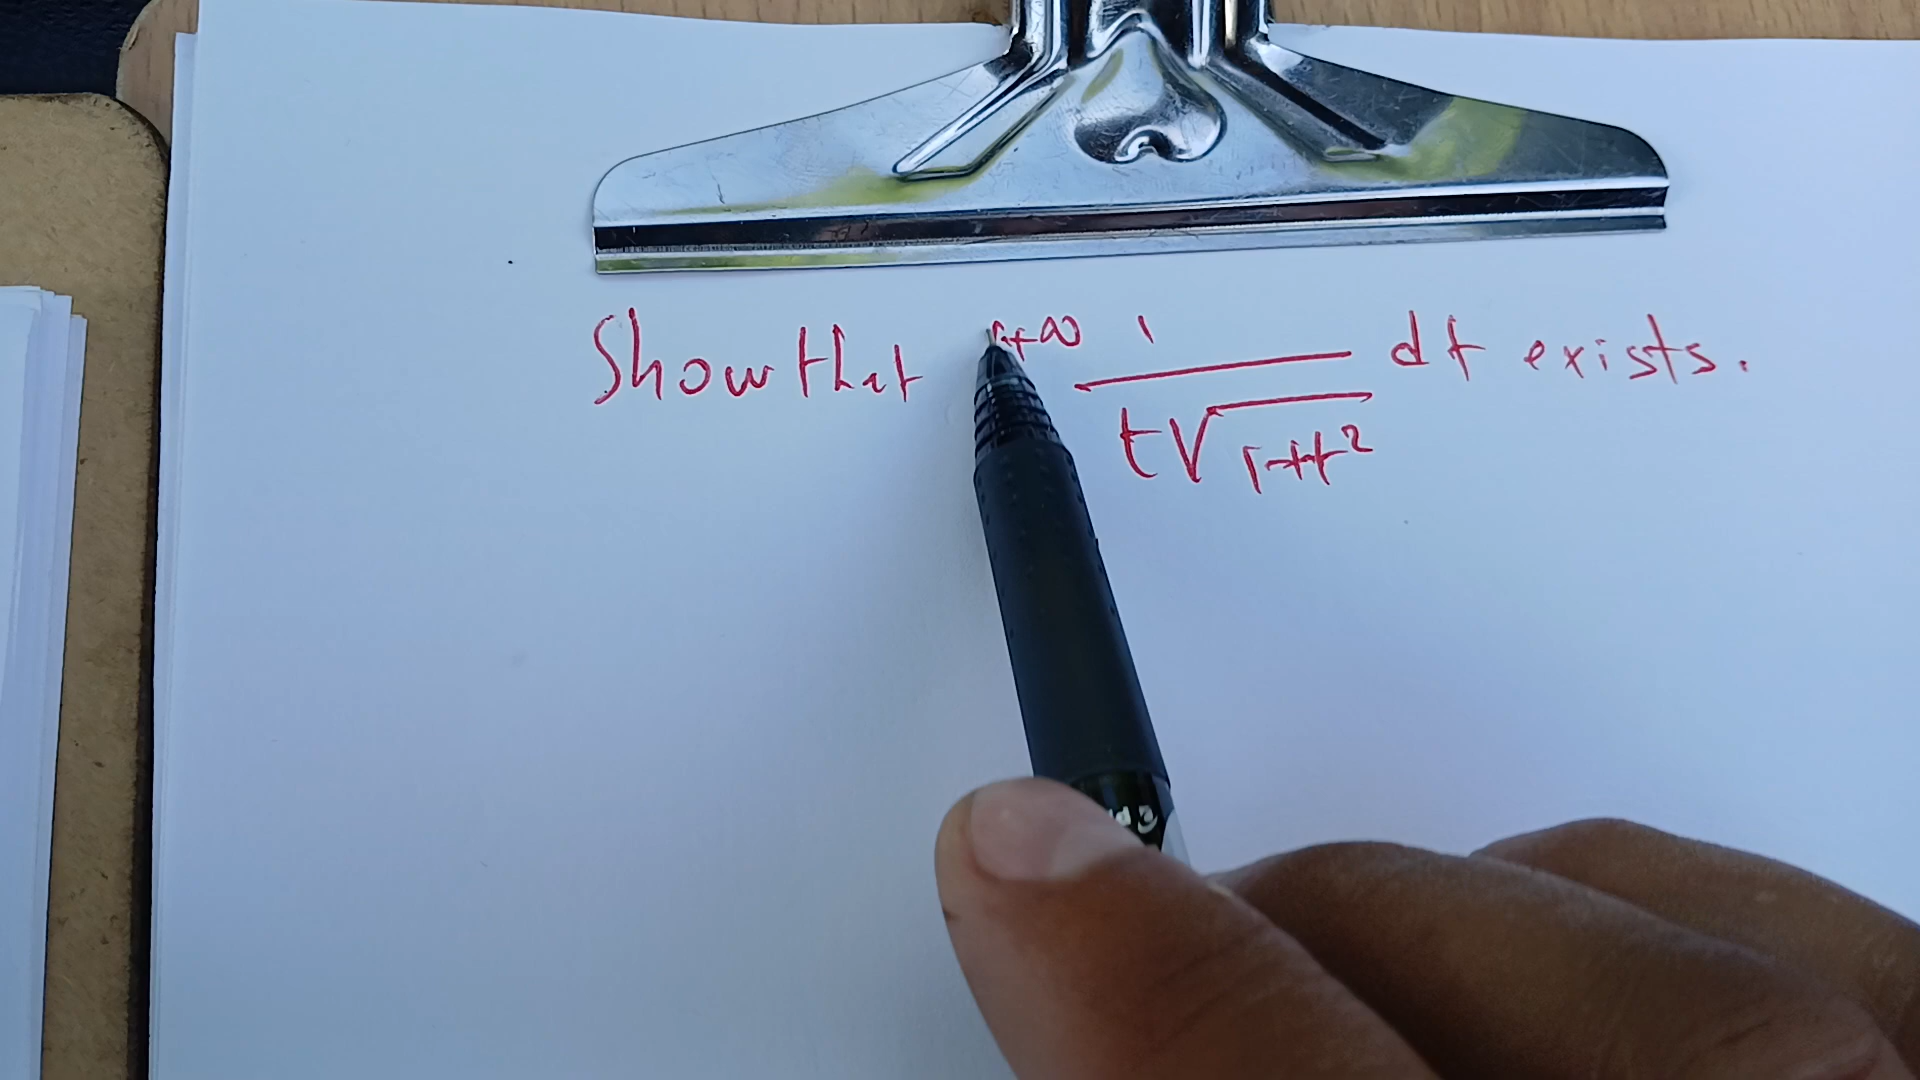 Show that ∫^{+∞} 1/(t√(1+t²)) dt exists.